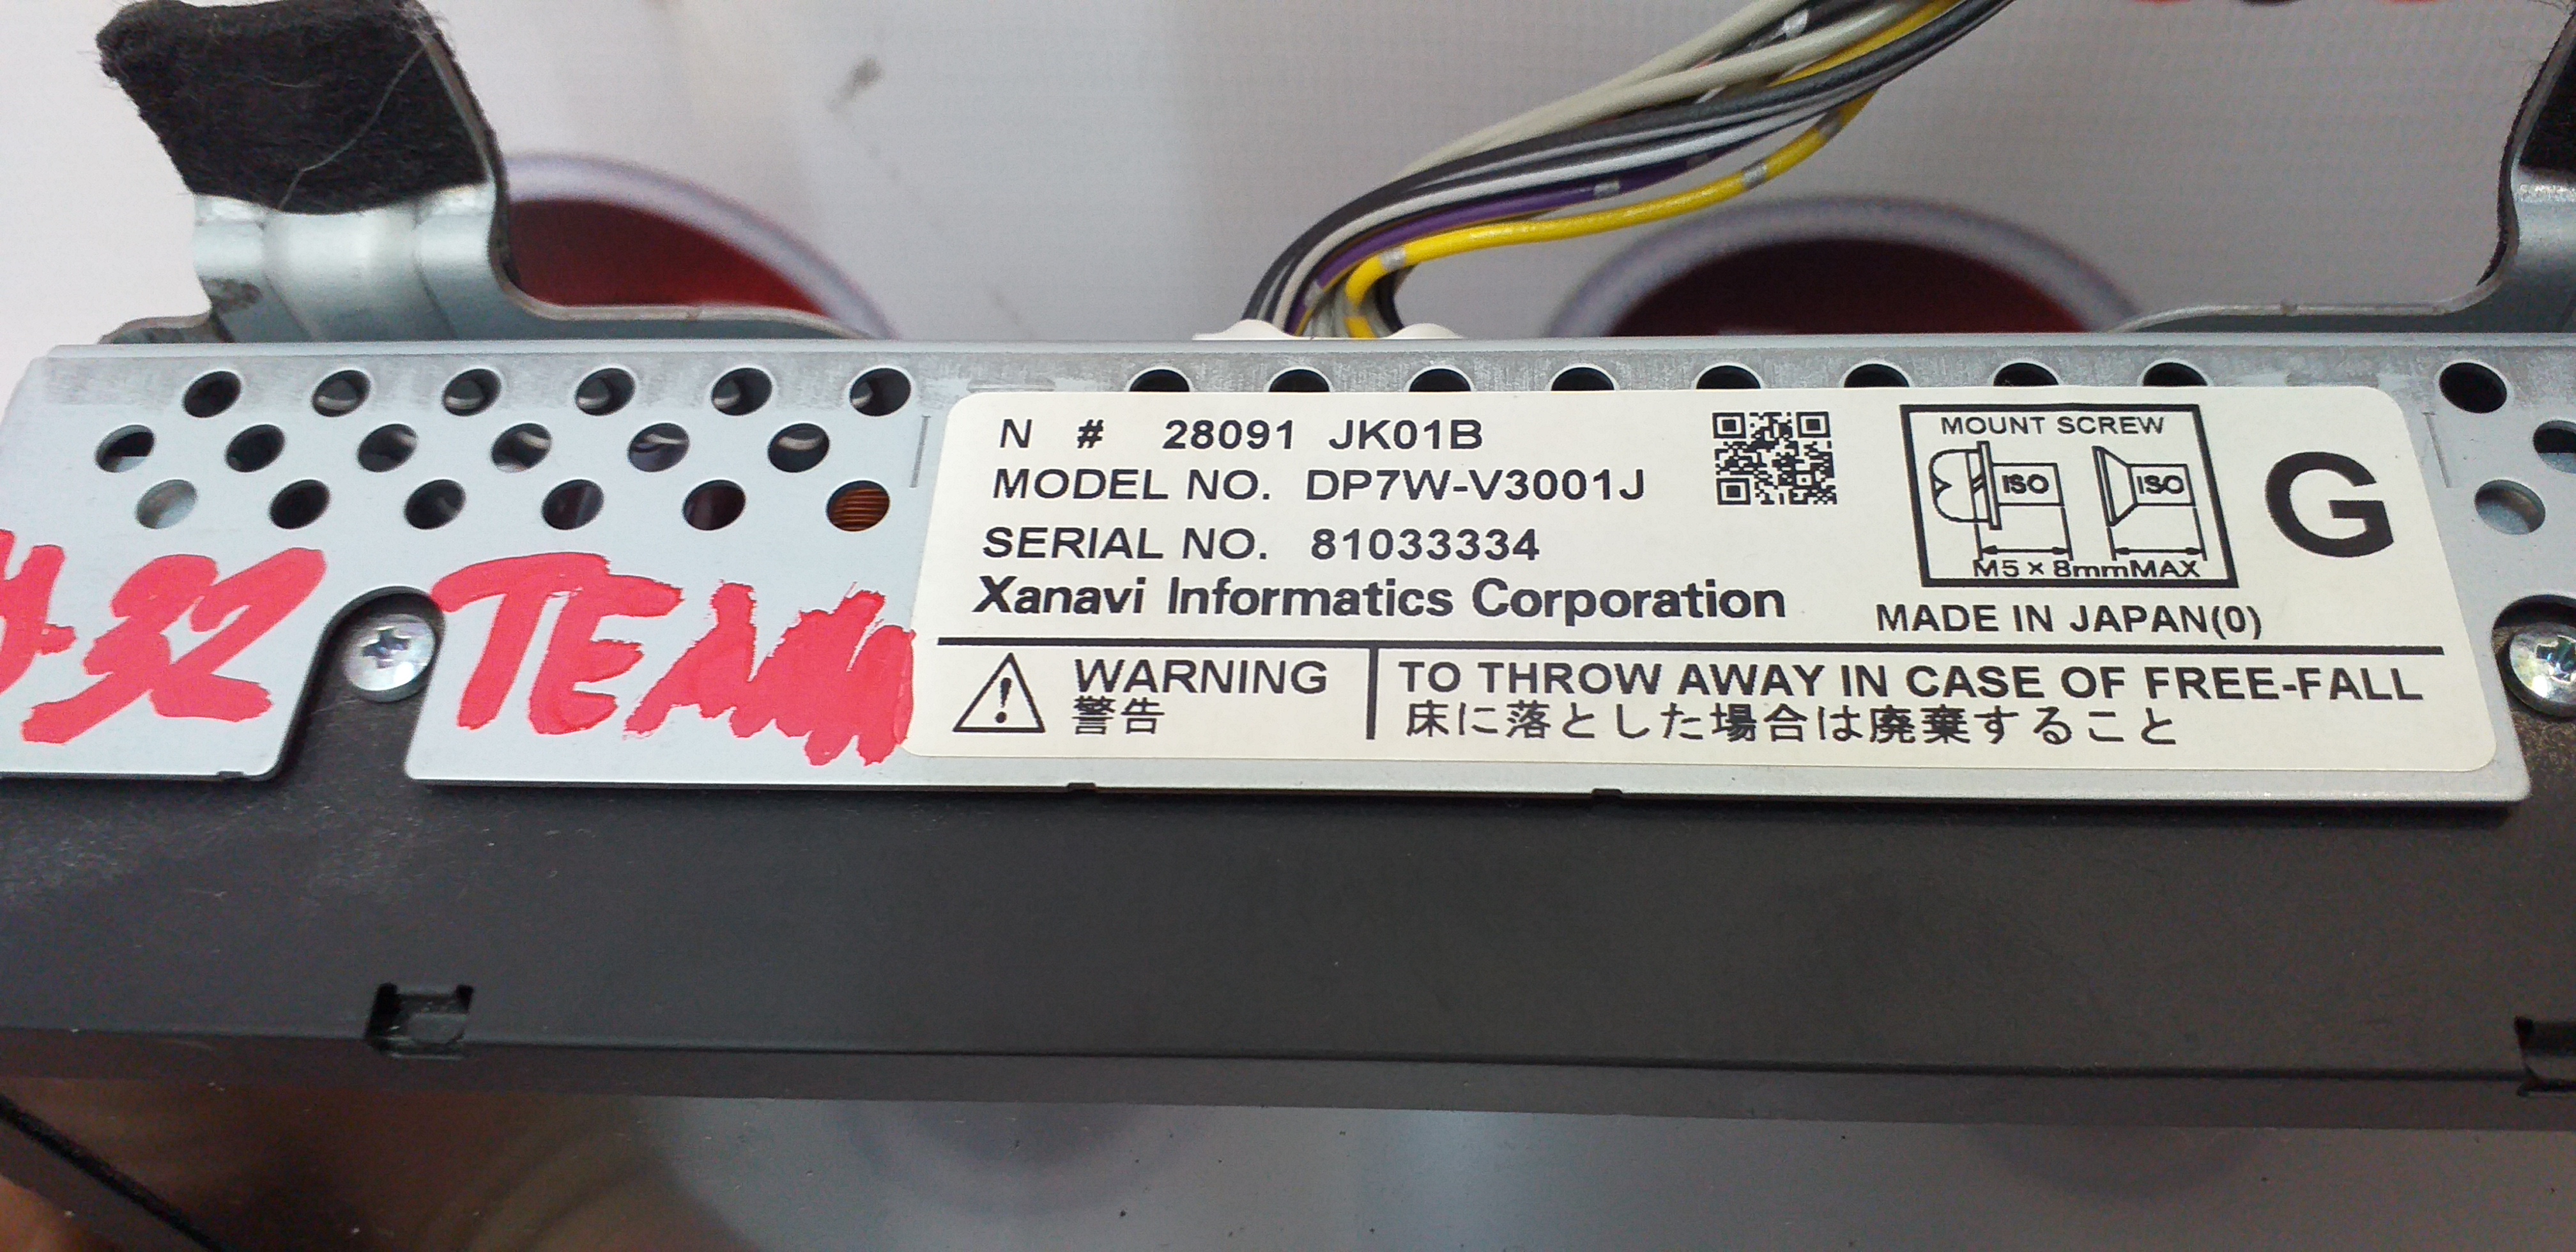 N # 28091 JK01B
MODEL NO. DP7W-V3001J
SERIAL NO. 81033334
Xanavi Informatics Corporation
MOUNT SCREW
ISO ISO
M5×8mmMAX
G
MADE IN JAPAN(0)
WARNING
警告
TO THROW AWAY IN CASE OF FREE-FALL
床に落とした場合は廃棄すること
32 TEANA